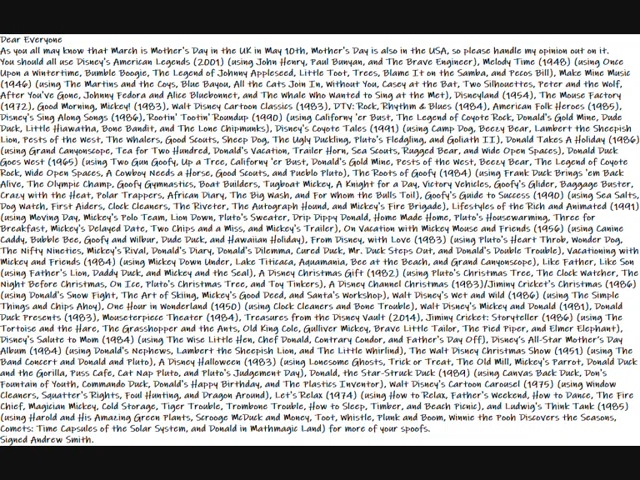 Dear Everyone
As you all may know that March is Mother's Day in the UK in May 10th, Mother's Day is also in the USA, so please handle my opinion out on it.
You should all use Disney's American Legends (2001) (using John Henry, Paul Bunyan, and The Brave Engineer), Melody Time (1948) (using Once
Upon a Wintertime, Bumble Boogie, The Legend of Johnny Appleseed, Little Toot, Trees, Blame It on the Samba, and Pecos Bill), Make Mine Music
(1946) (using The Martins and the Coys, Blue Bayou, All the Cats Join In, Without You, Casey at the Bat, Two Silhouettes, Peter and the Wolf,
After You've Gone, Johnny Fedora and Alice Bluebonnet, and The Whale Who Wanted to Sing at the Met), Disneyland (1954), The Mouse Factory
(1972), Good Morning, Mickey! (1983), Walt Disney Cartoon Classics (1983), DTV: Rock, Rhythm & Blues (1984), American Folk Heroes (1985),
Disney's Sing Along Songs (1986), Rootin' Tootin' Roundup (1990) (using Californy 'er Bust, The Legend of Coyote Rock, Donald's Gold Mine, Dude
Duck, Little Hiawatha, Bone Bandit, and The Lone Chipmunks), Disney's Coyote Tales (1991) (using Camp Dog, Beezy Bear, Lambert the Sheepish
Lion, Pests of the West, The Whalers, Good Scouts, Sheep Dog, The Ugly Duckling, Pluto's Fledgling, and Goliath II), Donald Takes A Holiday (1986)
(using Grand Canyonscope, Tea for Two Hundred, Donald's Vacation, Trailer Horn, Sea Scouts, Rugged Bear, and Wide Open Spaces), Donald Duck
Goes West (1965) (using Two Gun Goofy, Up a Tree, Californy 'er Bust, Donald's Gold Mine, Pests of the West, Beezy Bear, The Legend of Coyote
Rock, Wide Open Spaces, A Cowboy Needs a Horse, Good Scouts, and Pueblo Pluto), The Roots of Goofy (1984) (using Frank Duck Brings 'em Back
Alive, The Olympic Champ, Goofy Gymnastics, Boat Builders, Tugboat Mickey, A Knight for a Day, Victory Vehicles, Goofy's Glider, Baggage Buster,
Crazy with the Heat, Polar Trappers, African Diary, The Big Wash, and For Whom the Bulls Toil), Goofy's Guide to Success (1990) (using Sea Salts,
Dog Watch, First Aiders, Clock Cleaners, The Riveter, The Autograph Hound, and Mickey's Fire Brigade), Lifestyles of the Rich and Animated (1991)
(using Moving Day, Mickey's Polo Team, Lion Down, Pluto's Sweater, Drip Dippy Donald, Home Made Home, Pluto's Housewarming, Three for
Breakfast, Mickey's Delayed Date, Two Chips and a Miss, and Mickey's Trailer), On Vacation with Mickey Mouse and Friends (1956) (using Canine
Caddy, Bubble Bee, Goofy and Wilbur, Dude Duck, and Hawaiian Holiday), From Disney, with Love (1983) (using Pluto's Heart Throb, Wonder Dog,
The Nifty Nineties, Mickey's Rival, Donald's Diary, Donald's Dilemma, Cured Duck, Mr. Duck Steps Out, and Donald's Double Trouble), Vacationing with
Mickey and Friends (1984) (using Mickey Down Under, Lake Titicaca, Aquamania, Bee at the Beach, and Grand Canyonscope), Like Father, Like Son
(using Father's Lion, Daddy Duck, and Mickey and the Seal), A Disney Christmas Gift (1982) (using Pluto's Christmas Tree, The Clock Watcher, The
Night Before Christmas, On Ice, Pluto's Christmas Tree, and Toy Tinkers), A Disney Channel Christmas (1983)/Jiminy Cricket's Christmas (1986)
(using Donald's Snow Fight, The Art of Skiing, Mickey's Good Deed, and Santa's Workshop), Walt Disney's Wet and Wild (1986) (using The Simple
Things and Chips Ahoy), One Hour in Wonderland (1950) (using Clock Cleaners and Bone Trouble), Walt Disney's Mickey and Donald (1981), Donald
Duck Presents (1983), Mousterpiece Theater (1984), Treasures from the Disney Vault (2014), Jiminy Cricket: Storyteller (1986) (using The
Tortoise and the Hare, The Grasshopper and the Ants, Old King Cole, Gulliver Mickey, Brave Little Tailor, The Pied Piper, and Elmer Elephant),
Disney's Salute to Mom (1984) (using The Wise Little Hen, Chef Donald, Contrary Condor, and Father's Day Off), Disney's All-Star Mother's Day
Album (1984) (using Donald's Nephews, Lambert the Sheepish Lion, and The Little Whirlwind), The Walt Disney Christmas Show (1951) (using The
Band Concert and Donald and Pluto), A Disney Halloween (1983) (using Lonesome Ghosts, Trick or Treat, The Old Mill, Mickey's Parrot, Donald Duck
and the Gorilla, Puss Cafe, Cat Nap Pluto, and Pluto's Judgement Day), Donald, the Star-Struck Duck (1989) (using Canvas Back Duck, Don's
Fountain of Youth, Commando Duck, Donald's Happy Birthday, and The Plastics Inventor), Walt Disney's Cartoon Carousel (1975) (using Window
Cleaners, Squatter's Rights, Foul Hunting, and Dragon Around), Let's Relax (1974) (using How to Relax, Father's Weekend, How to Dance, The Fire
Chief, Magician Mickey, Cold Storage, Tiger Trouble, Trombone Trouble, How to Sleep, Timber, and Beach Picnic), and Ludwig's Think Tank (1985)
(using Harold and His Amazing Green Plants, Scrooge McDuck and Money, Toot, Whistle, Plunk and Boom, Winnie the Pooh Discovers the Seasons,
Comets: Time Capsules of the Solar System, and Donald in Mathmagic Land) for more of your spoofs.
Signed Andrew Smith.